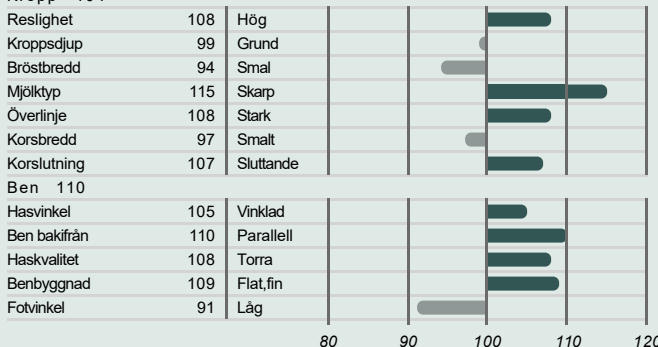 Reslighet 108 Hög
Kroppsdjup 99 Grund
Bröstbredd 94 Smal
Mjölktyp 115 Skarp
Överlinje 108 Stark
Korsbredd 97 Smalt
Korslutning 107 Sluttande
Ben 110
Hasvinkel 105 Vinklad
Ben bakifrån 110 Parallell
Haskvalitet 108 Torra
Benbyggnad 109 Flat,fin
Fotvinkel 91 Låg
80 90 100 110 120